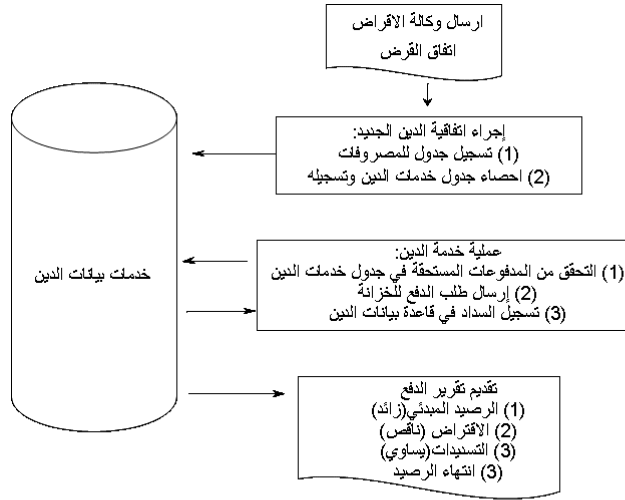 ارسال وكالة الاقراض
اتفاق القرض
إجراء اتفاقية الدين الجديد:
(1) تسجيل جدول للمصروفات
(2) احصاء جدول خدمات الدين وتسجيله
خدمات بيانات الدين
عملية خدمة الدين:
(1) التحقق من المدفوعات المستحقة في جدول خدمات الدين
(2) إرسال طلب الدفع للخزانة
(3) تسجيل السداد في قاعدة بيانات الدين
تقديم تقرير الدفع
(1) الرصيد المبدئي(زائد)
(2) الاقتراض (ناقص)
(3) التسديدات(يساوي)
(3) انتهاء الرصيد